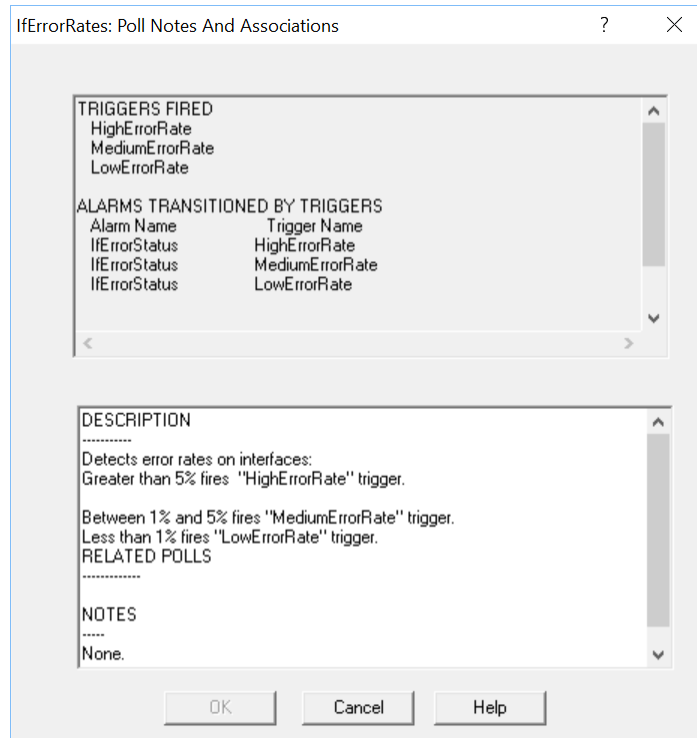 IfErrorRates: Poll Notes And Associations ?
TRIGGERS FIRED
HighErrorRate
MediumErrorRate
LowErrorRate
ALARMS TRANSITIONED BY TRIGGERS
Alarm Name Trigger Name
IfErrorStatus HighErrorRate
IfErrorStatus MediumErrorRate
IfErrorStatus LowErrorRate
DESCRIPTION
-----------
Detects error rates on interfaces:
Greater than 5% fires "HighErrorRate" trigger.
Between 1% and 5% fires "MediumErrorRate" trigger.
Less than 1% fires "LowErrorRate" trigger.
RELATED POLLS
-------------
NOTES
-----
None.
OK Cancel Help